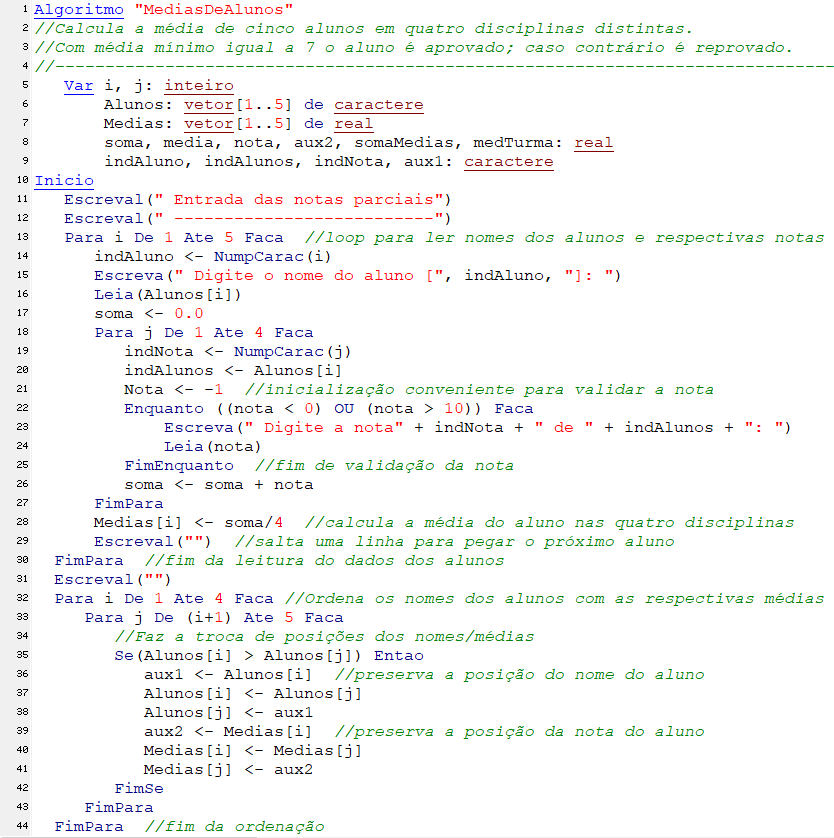 1 Algoritmo "MediasDeAlunos"
2 //Calcula a média de cinco alunos em quatro disciplinas distintas.
3 //Com média mínimo igual a 7 o aluno é aprovado; caso contrário é reprovado.
4 //------------------------------------------------------------------------------
5 Var i, j: inteiro
6 Alunos: vetor[1..5] de caractere
7 Medias: vetor[1..5] de real
8 soma, media, nota, aux2, somaMedias, medTurma: real
9 indAluno, indAlunos, indNota, aux1: caractere
10 Inicio
11 Escreval(" Entrada das notas parciais")
12 Escreval(" --------------------------")
13 Para i De 1 Ate 5 Faca //loop para ler nomes dos alunos e respectivas notas
14 indAluno <- NumpCarac(i)
15 Escreva(" Digite o nome do aluno [", indAluno, "]: ")
16 Leia(Alunos[i])
17 soma <- 0.0
18 Para j De 1 Ate 4 Faca
19 indNota <- NumpCarac(j)
20 indAlunos <- Alunos[i]
21 Nota <- -1 //inicialização conveniente para validar a nota
22 Enquanto ((nota < 0) OU (nota > 10)) Faca
23 Escreva(" Digite a nota" + indNota + " de " + indAlunos + ": ")
24 Leia(nota)
25 FimEnquanto //fim de validação da nota
26 soma <- soma + nota
27 FimPara
28 Medias[i] <- soma/4 //calcula a média do aluno nas quatro disciplinas
29 Escreval("") //salta uma linha para pegar o próximo aluno
30 FimPara //fim da leitura do dados dos alunos
31 Escreval("")
32 Para i De 1 Ate 4 Faca //Ordena os nomes dos alunos com as respectivas médias
33 Para j De (i+1) Ate 5 Faca
34 //Faz a troca de posições dos nomes/médias
35 Se(Alunos[i] > Alunos[j]) Entao
36 aux1 <- Alunos[i] //preserva a posição do nome do aluno
37 Alunos[i] <- Alunos[j]
38 Alunos[j] <- aux1
39 aux2 <- Medias[i] //preserva a posição da nota do aluno
40 Medias[i] <- Medias[j]
41 Medias[j] <- aux2
42 FimSe
43 FimPara
44 FimPara //fim da ordenação